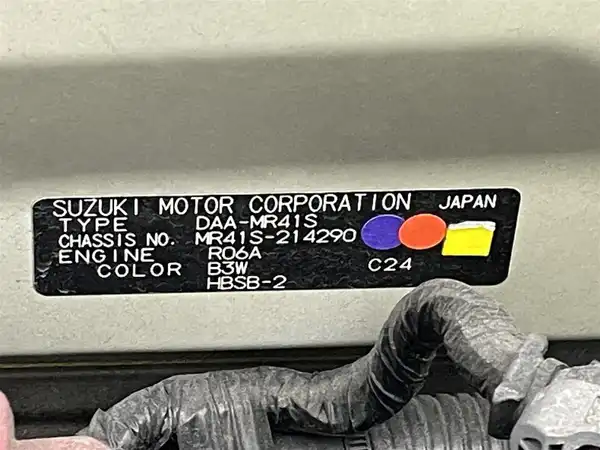 SUZUKI MOTOR CORPORATION JAPAN
TYPE DAA-MR41S
CHASSIS NO. MR41S-214290
ENGINE R06A C24
COLOR B3W
HBSB-2